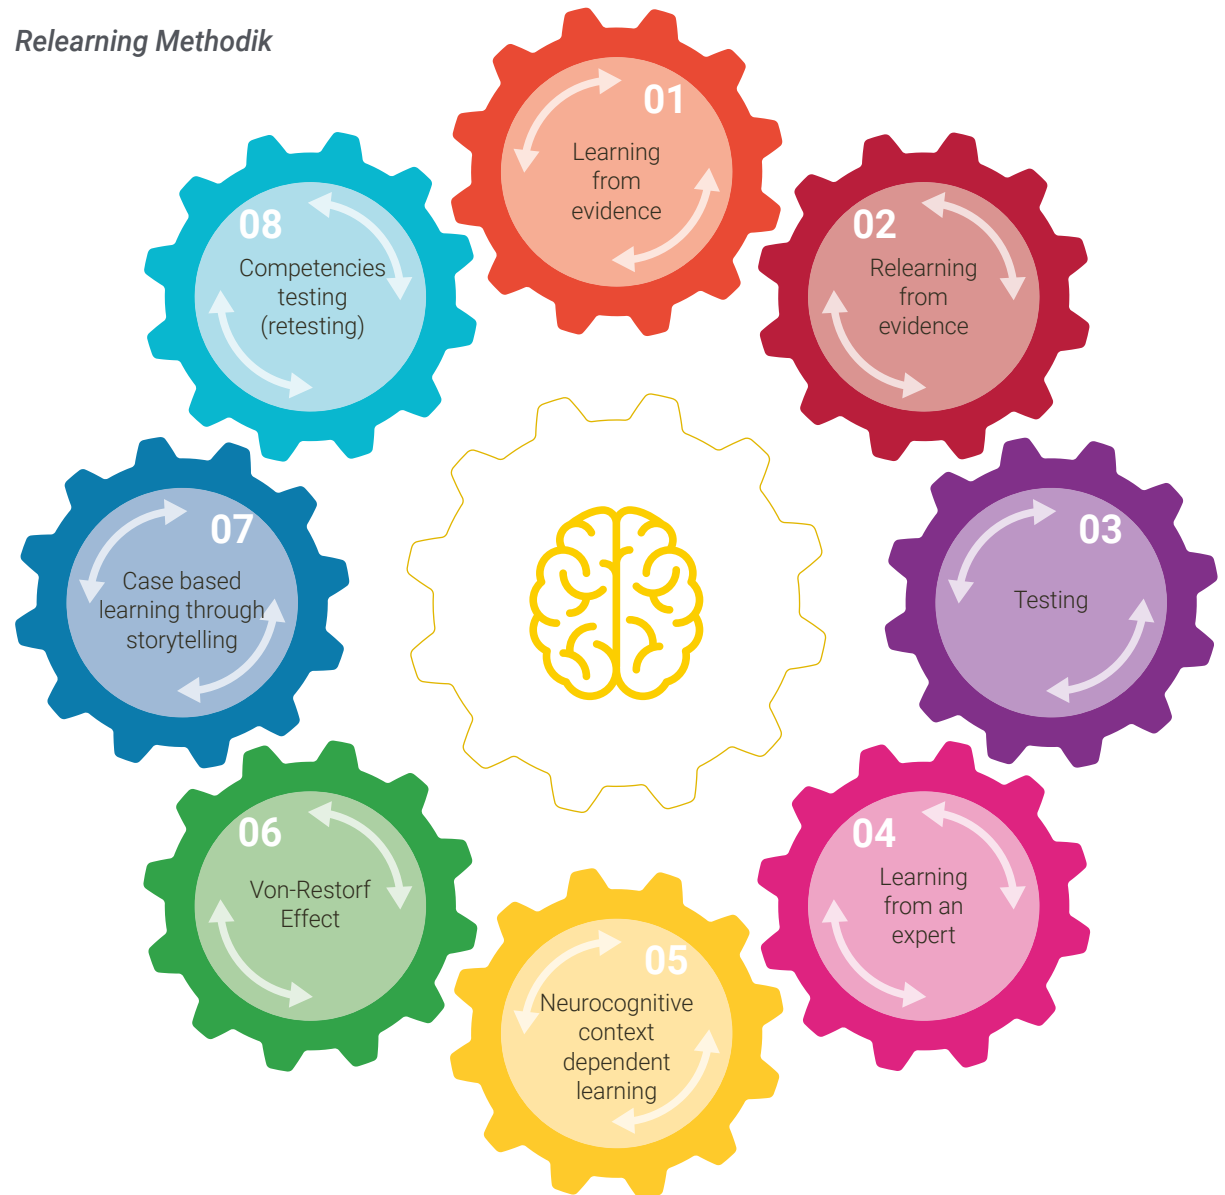 Relearning Methodik
01
Learning
from
evidence
02
Relearning
from
evidence
03
Testing
04
Learning
from an
expert
05
Neurocognitive
context
dependent
learning
06
Von-Restorf
Effect
07
Case based
learning through
storytelling
08
Competencies
testing
(retesting)